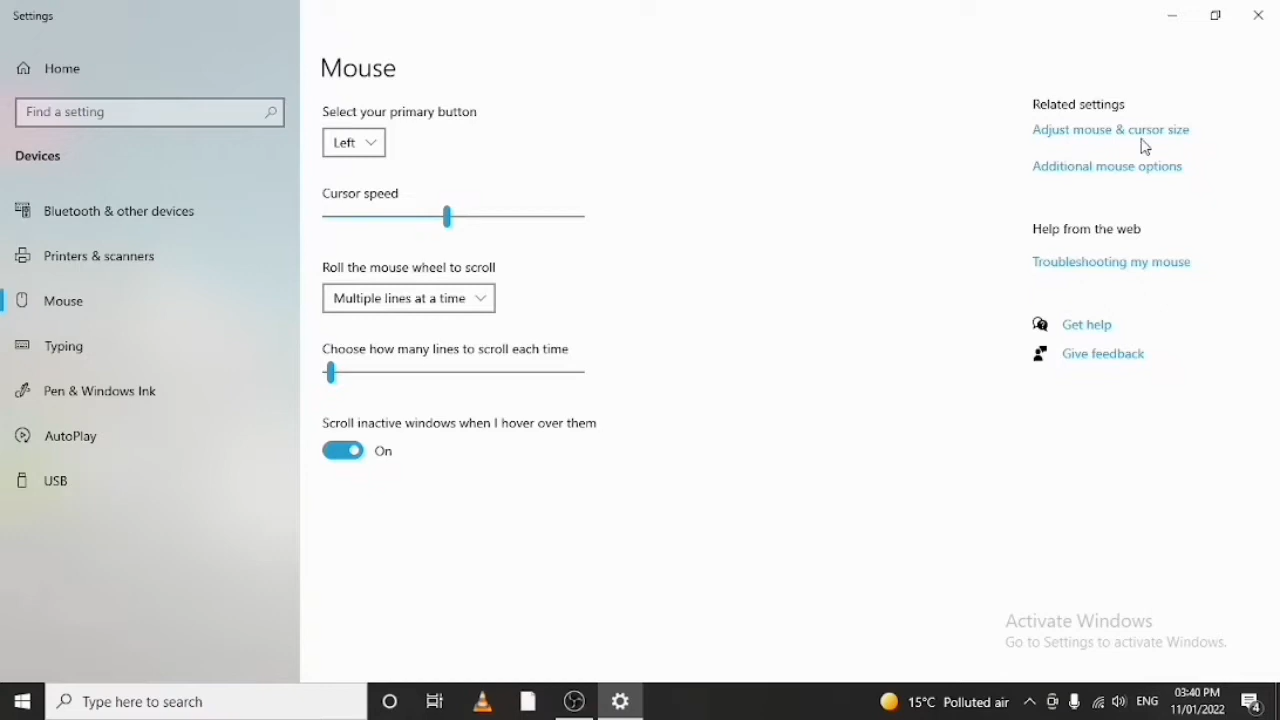 Settings
Home
Find a setting
Devices
Bluetooth & other devices
Printers & scanners
Mouse
Typing
Pen & Windows Ink
AutoPlay
USB
Mouse
Select your primary button
Left
Cursor speed
Roll the mouse wheel to scroll
Multiple lines at a time
Choose how many lines to scroll each time
Scroll inactive windows when I hover over them
On
Related settings
Adjust mouse & cursor size
Additional mouse options
Help from the web
Troubleshooting my mouse
Get help
Give feedback
Activate Windows
Go to Settings to activate Windows.
Type here to search
15°C Polluted air
ENG
03:40 PM
11/01/2022
4